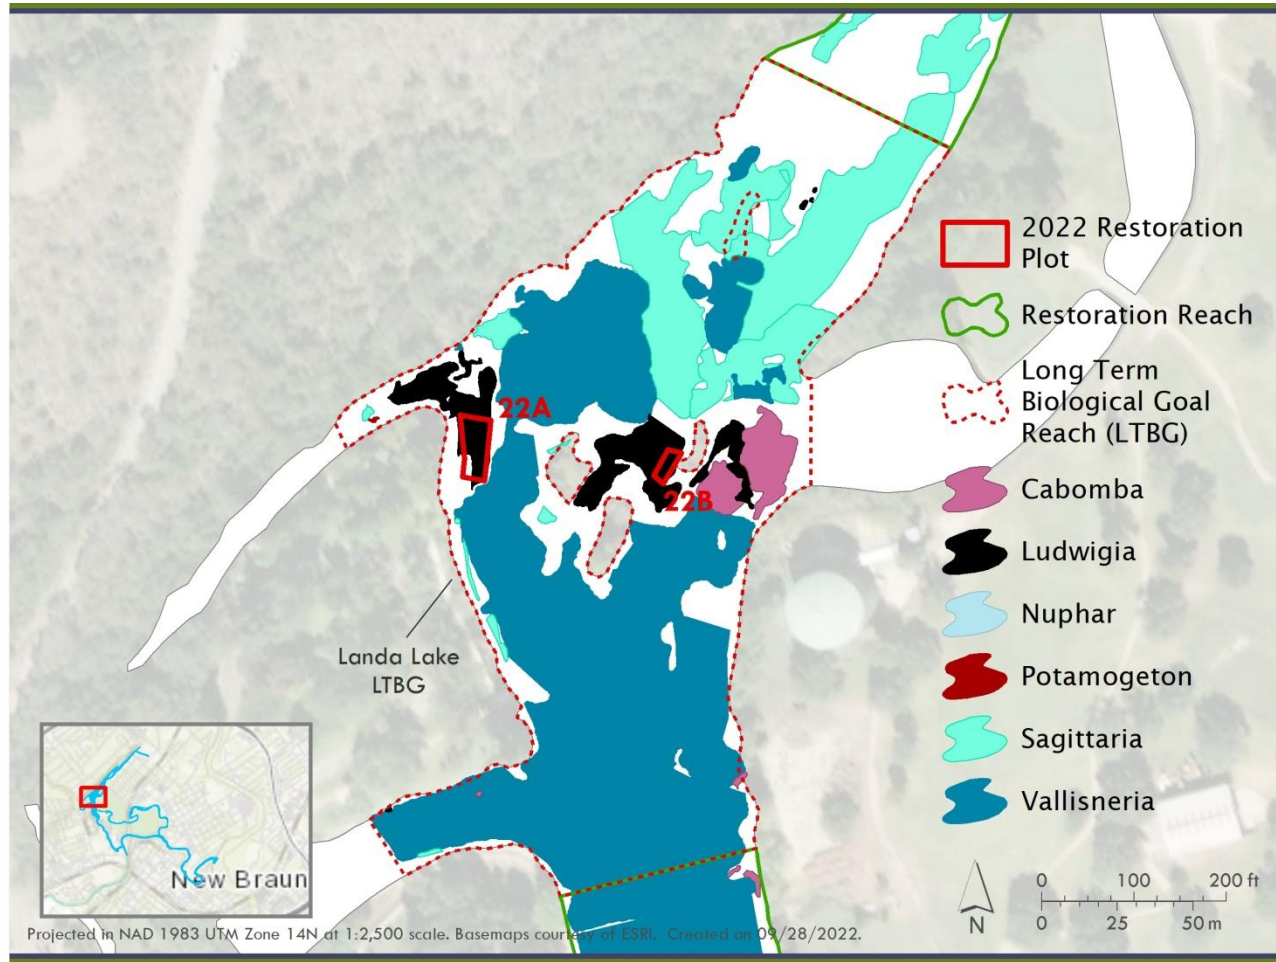 22A
22B
Landa Lake
LTBG
2022 Restoration
Plot
Restoration Reach
Long Term
Biological Goal
Reach (LTBG)
Cabomba
Ludwigia
Nuphar
Potamogeton
Sagittaria
Vallisneria
New Braun
N
0 100 200 ft
0 25 50 m
Projected in NAD 1983 UTM Zone 14N at 1:2,500 scale. Basemaps courtesy of ESRI. Created on 09/28/2022.